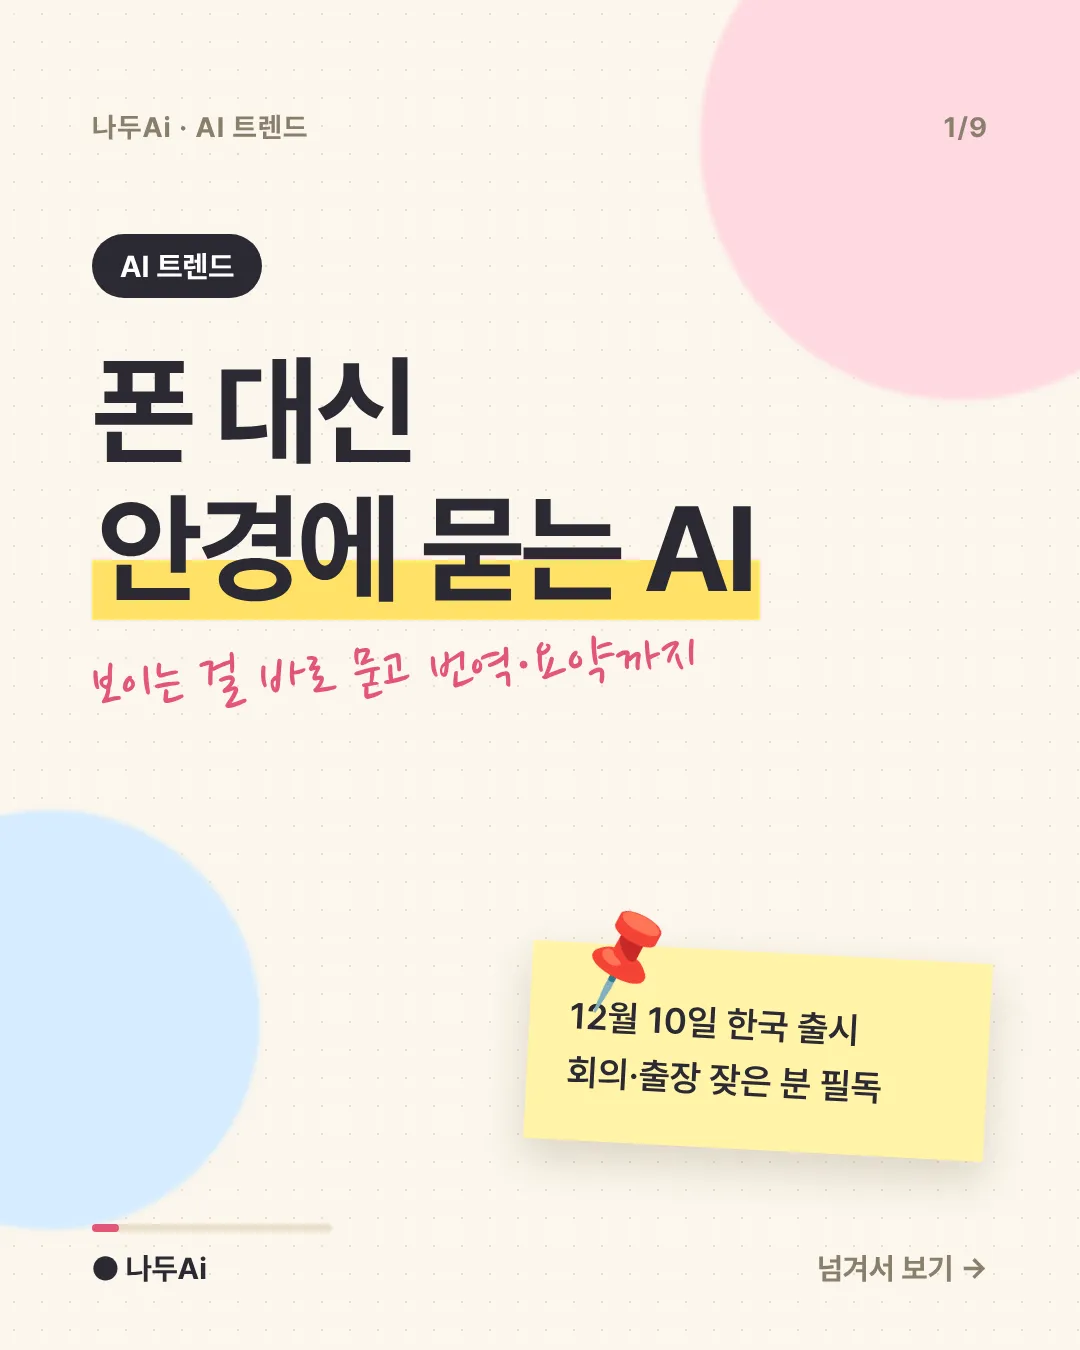 나두Ai · AI 트렌드
1/9
AI 트렌드
폰 대신
안경에 묻는 AI
보이는 걸 바로 묻고 번역·요약까지
12월 10일 한국 출시
회의·출장 잦은 분 필독
나두Ai
넘겨서 보기 →